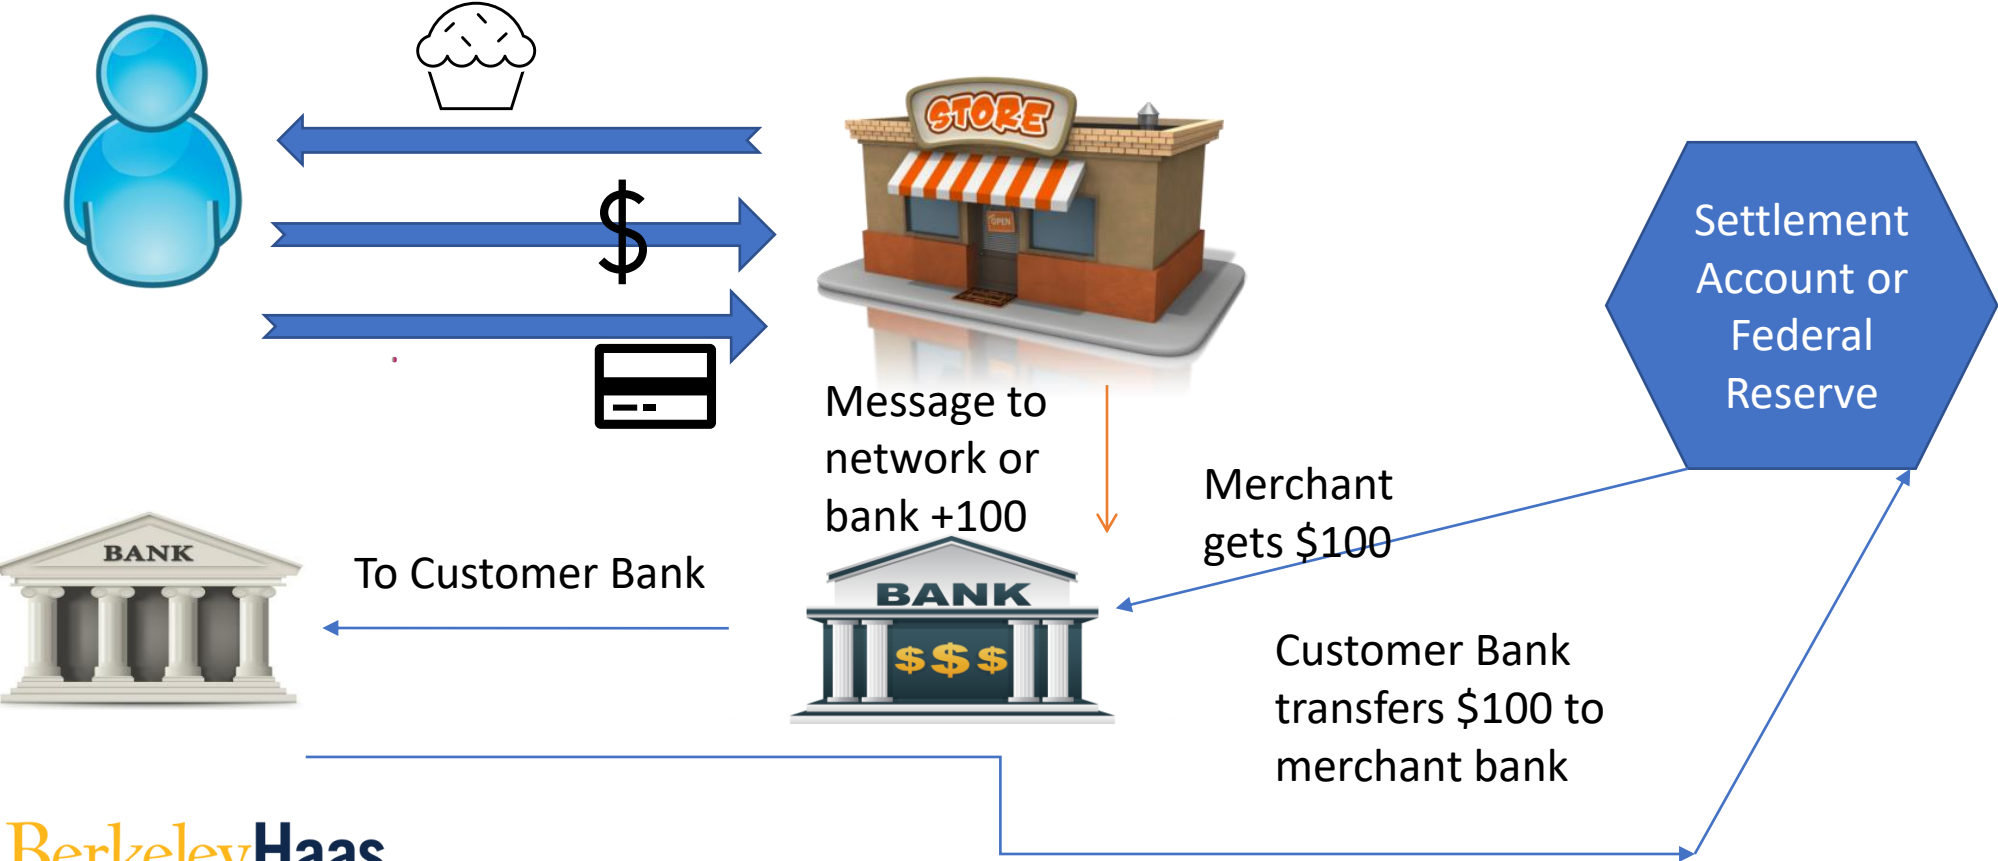 STORE
OPEN
$
Settlement
Account or
Federal
Reserve
Message to
network or
bank +100
Merchant
gets $100
BANK
To Customer Bank
BANK
$$$
Customer Bank
transfers $100 to
merchant bank
BerkeleyHaas